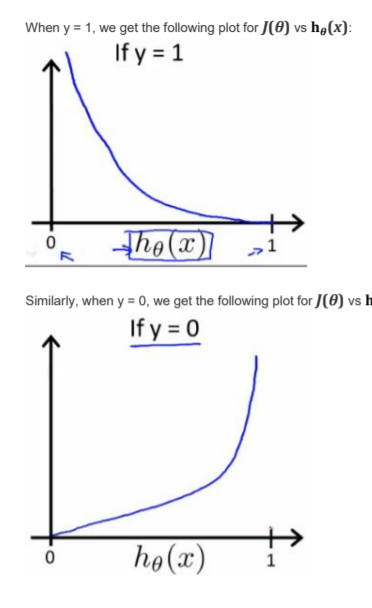 When y = 1, we get the following plot for J(θ) vs hθ(x):
If y = 1
0 hθ(x) 1
Similarly, when y = 0, we get the following plot for J(θ) vs h
If y = 0
0 hθ(x) 1